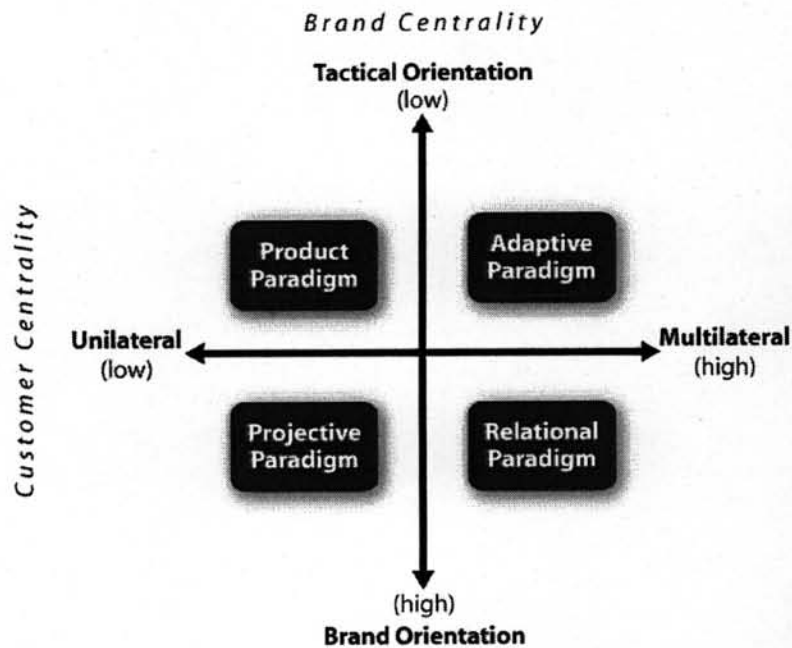 Brand Centrality
Tactical Orientation
(low)
Customer Centrality
Product
Paradigm
Adaptive
Paradigm
Unilateral
(low)
Multilateral
(high)
Projective
Paradigm
Relational
Paradigm
(high)
Brand Orientation